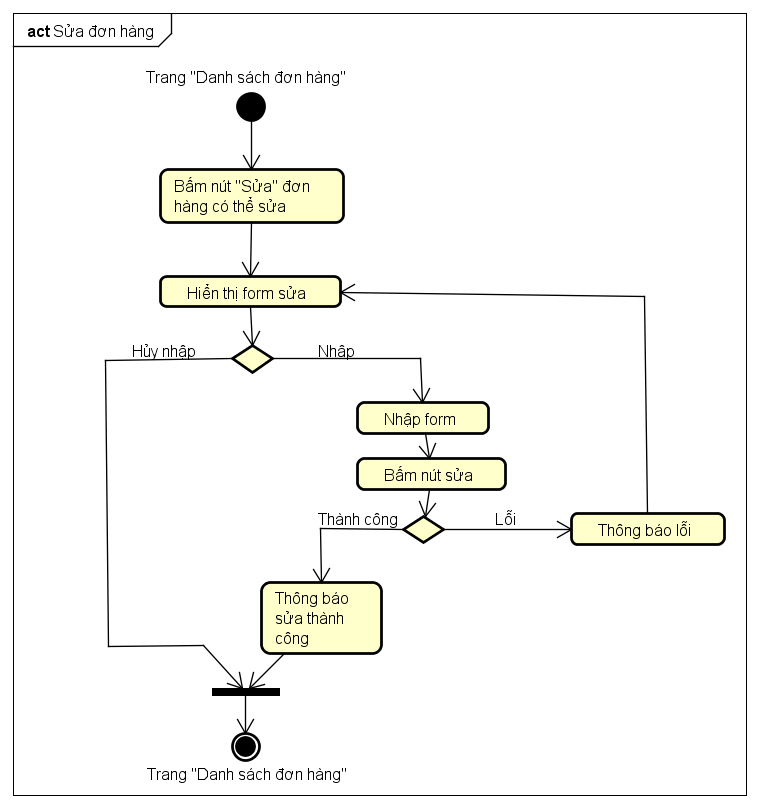 act Sửa đơn hàng
Trang "Danh sách đơn hàng"
Bấm nút "Sửa" đơn
hàng có thể sửa
Hiển thị form sửa
Hủy nhập
Nhập
Nhập form
Bấm nút sửa
Thành công
Lỗi
Thông báo lỗi
Thông báo
sửa thành
công
Trang "Danh sách đơn hàng"